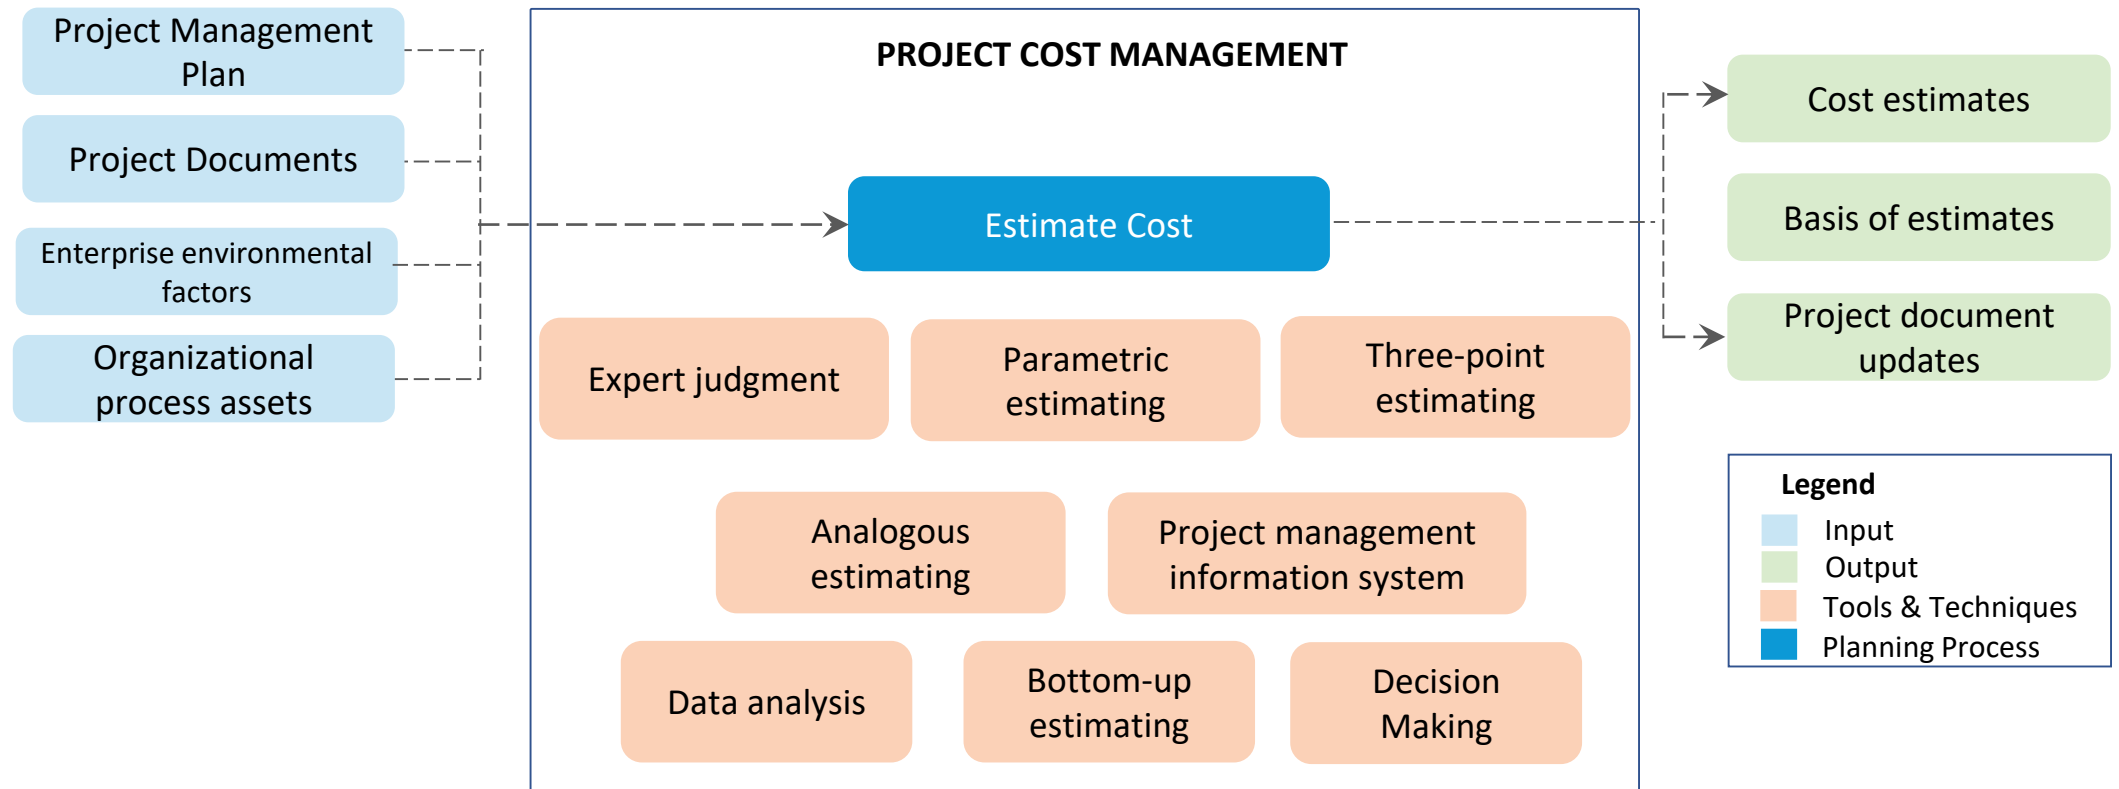 Project Management
Plan
Project Documents
Enterprise environmental
factors
Organizational
process assets
PROJECT COST MANAGEMENT
Estimate Cost
Expert judgment
Parametric
estimating
Three-point
estimating
Analogous
estimating
Project management
information system
Data analysis
Bottom-up
estimating
Decision
Making
Cost estimates
Basis of estimates
Project document
updates
Legend
Input
Output
Tools & Techniques
Planning Process